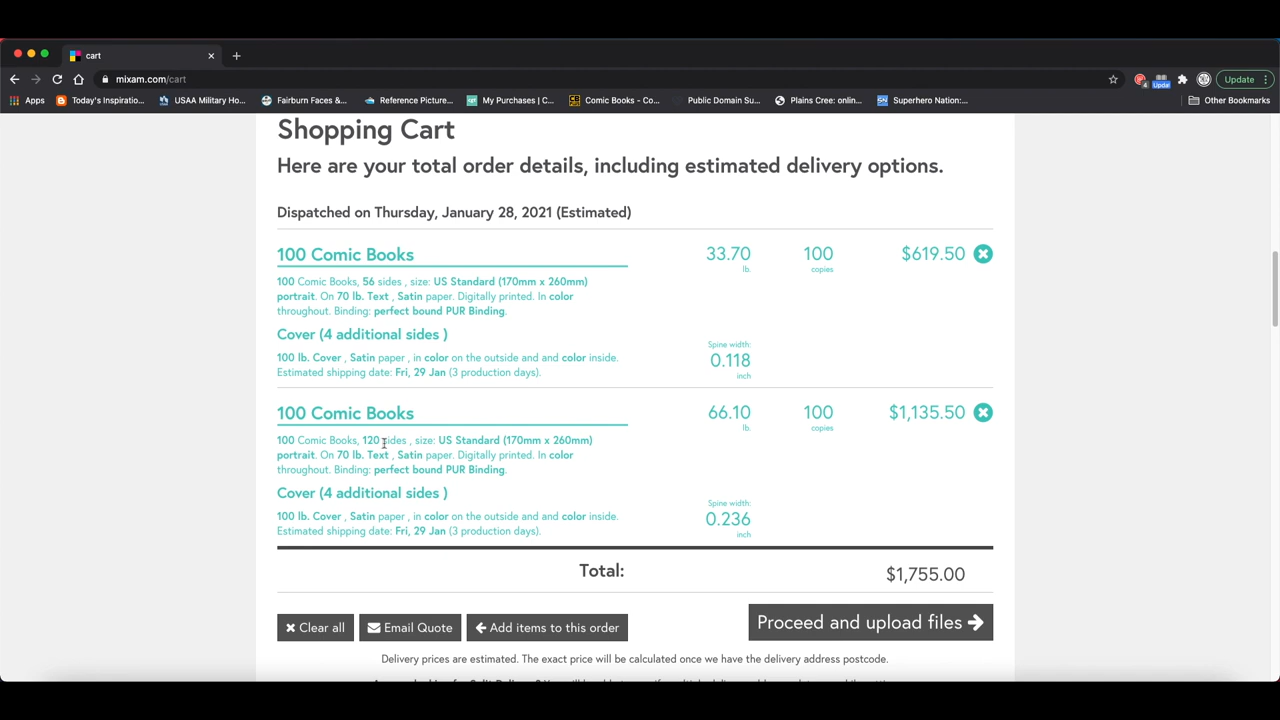 cart
mixam.com/cart
Update
Apps
Today's Inspiratio...
USAA Military Ho...
Fairburn Faces &...
Reference Picture...
My Purchases | C...
Comic Books - Co...
Public Domain Su...
Plains Cree: onlin...
Superhero Nation:...
Other Bookmarks
Shopping Cart
Here are your total order details, including estimated delivery options.
Dispatched on Thursday, January 28, 2021 (Estimated)
100 Comic Books
33.70
lb.
100
copies
$619.50
100 Comic Books, 56 sides , size: US Standard (170mm x 260mm)
portrait. On 70 lb. Text , Satin paper. Digitally printed. In color
throughout. Binding: perfect bound PUR Binding.
Cover (4 additional sides )
100 lb. Cover , Satin paper , in color on the outside and and color inside.
Estimated shipping date: Fri, 29 Jan (3 production days).
Spine width:
0.118
inch
100 Comic Books
66.10
lb.
100
copies
$1,135.50
100 Comic Books, 120 sides , size: US Standard (170mm x 260mm)
portrait. On 70 lb. Text , Satin paper. Digitally printed. In color
throughout. Binding: perfect bound PUR Binding.
Cover (4 additional sides )
100 lb. Cover , Satin paper , in color on the outside and and color inside.
Estimated shipping date: Fri, 29 Jan (3 production days).
Spine width:
0.236
inch
Total:
$1,755.00
Clear all
Email Quote
Add items to this order
Proceed and upload files
Delivery prices are estimated. The exact price will be calculated once we have the delivery address postcode.